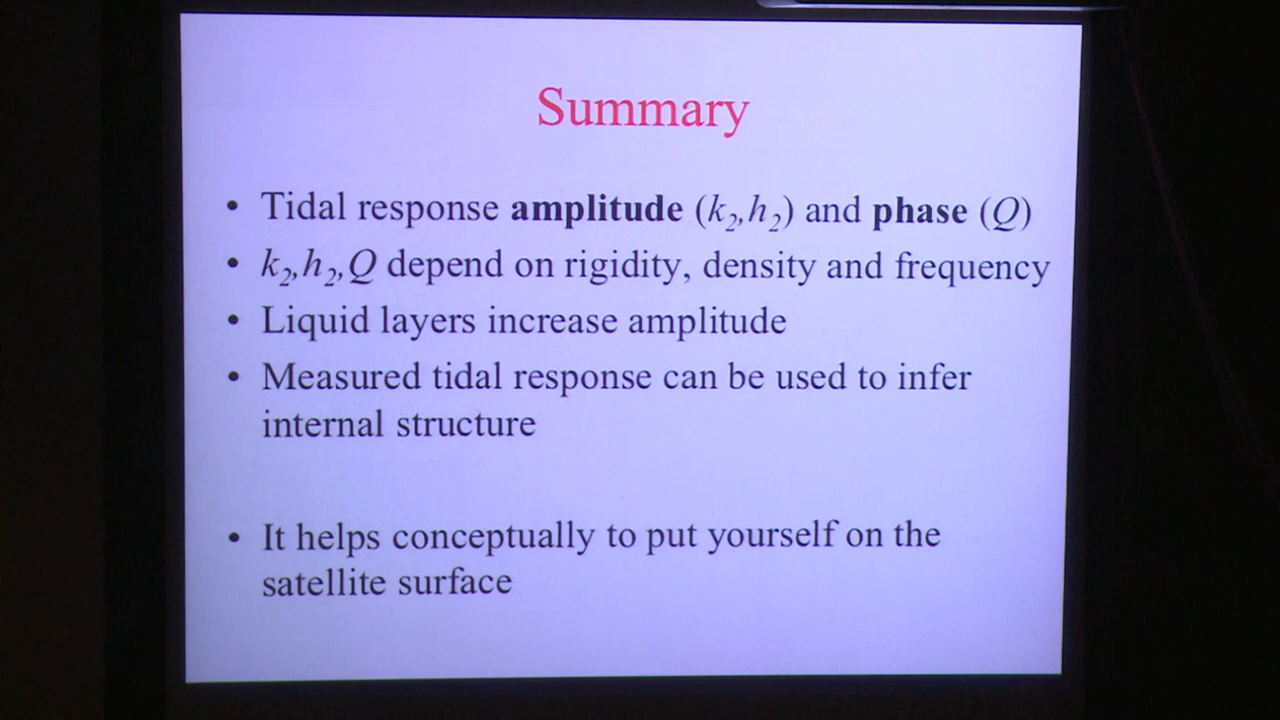 Summary
• Tidal response amplitude (k₂,h₂) and phase (Q)
• k₂,h₂,Q depend on rigidity, density and frequency
• Liquid layers increase amplitude
• Measured tidal response can be used to infer
internal structure
• It helps conceptually to put yourself on the
satellite surface